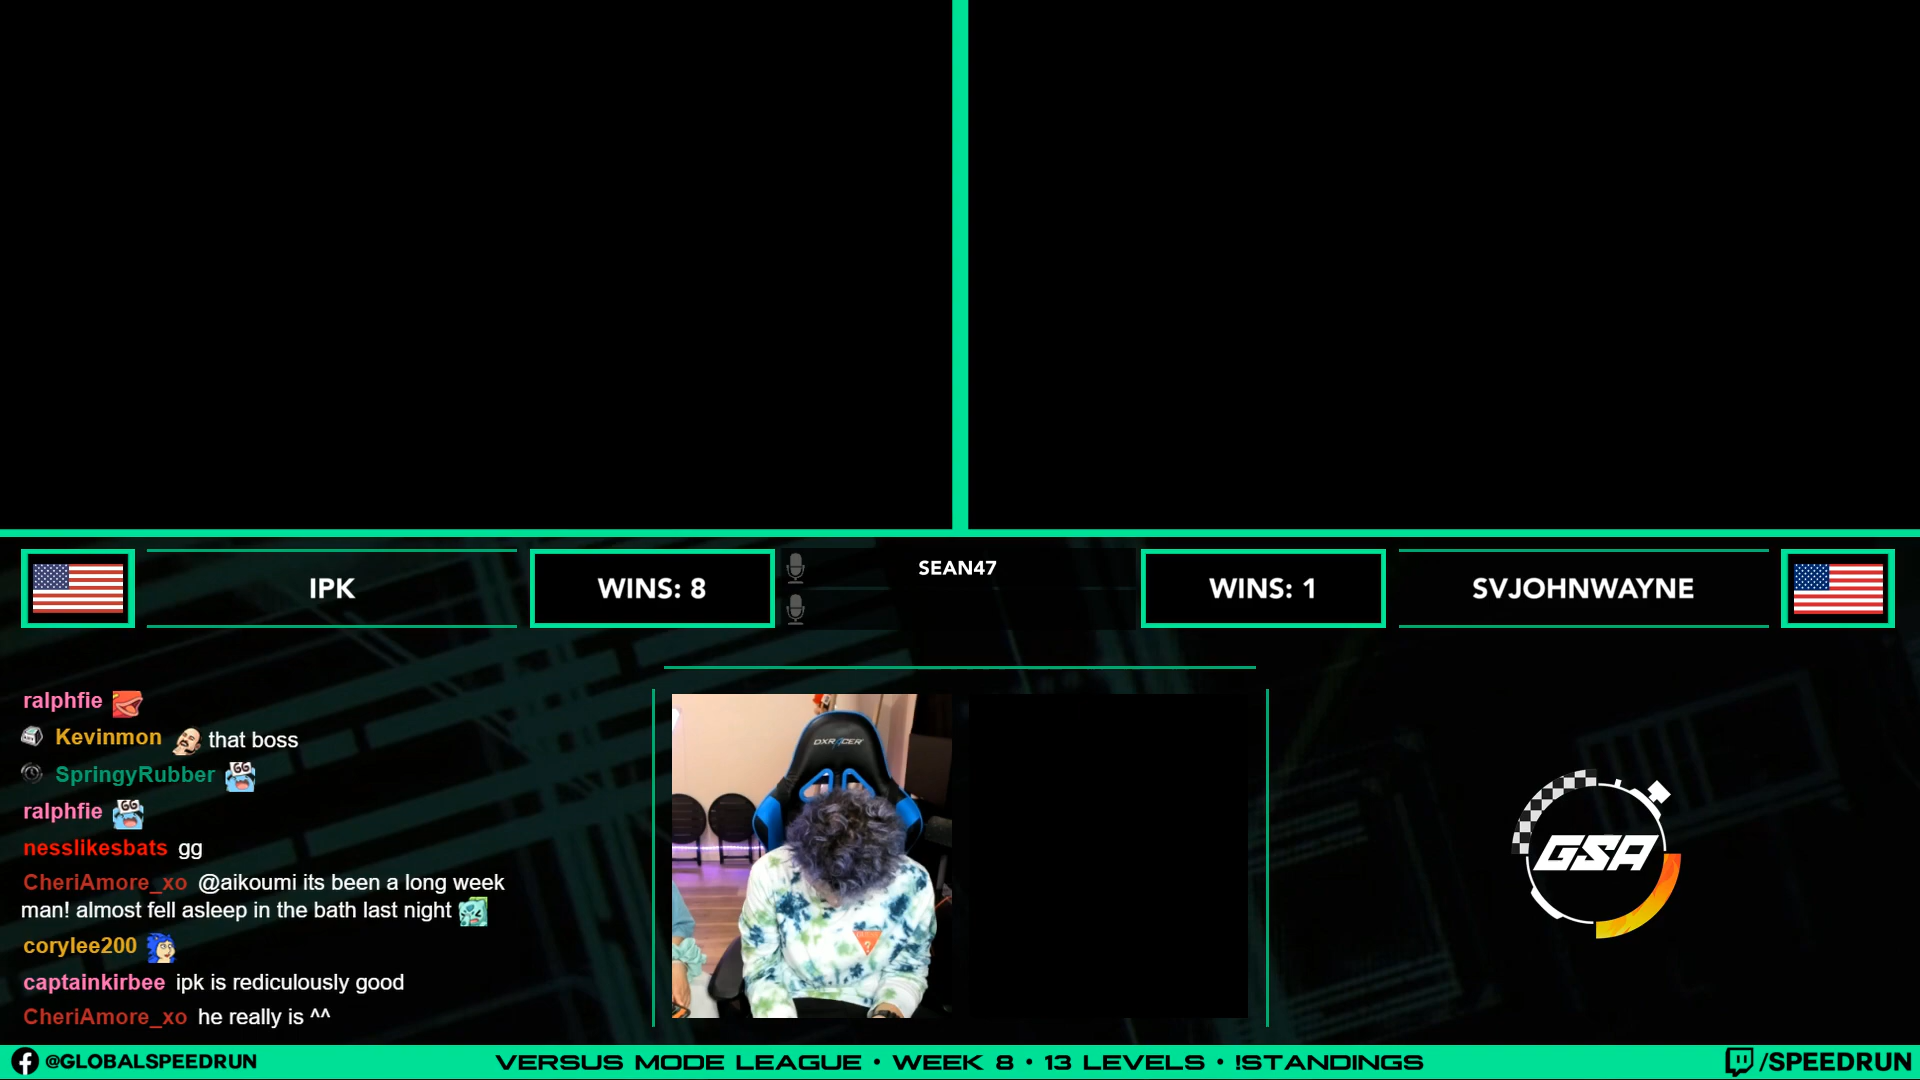 IPK
WINS: 8
SEAN47
WINS: 1
SVJOHNWAYNE
ralphfie
Kevinmon that boss
SpringyRubber
ralphfie
nesslikesbats gg
CheriAmore_xo @aikoumi its been a long week
man! almost fell asleep in the bath last night
corylee200
captainkirbee ipk is rediculously good
CheriAmore_xo he really is ^^
DXRACER
?
GSA
@GLOBALSPEEDRUN
VERSUS MODE LEAGUE • WEEK 8 • 13 LEVELS • !STANDINGS
/SPEEDRUN